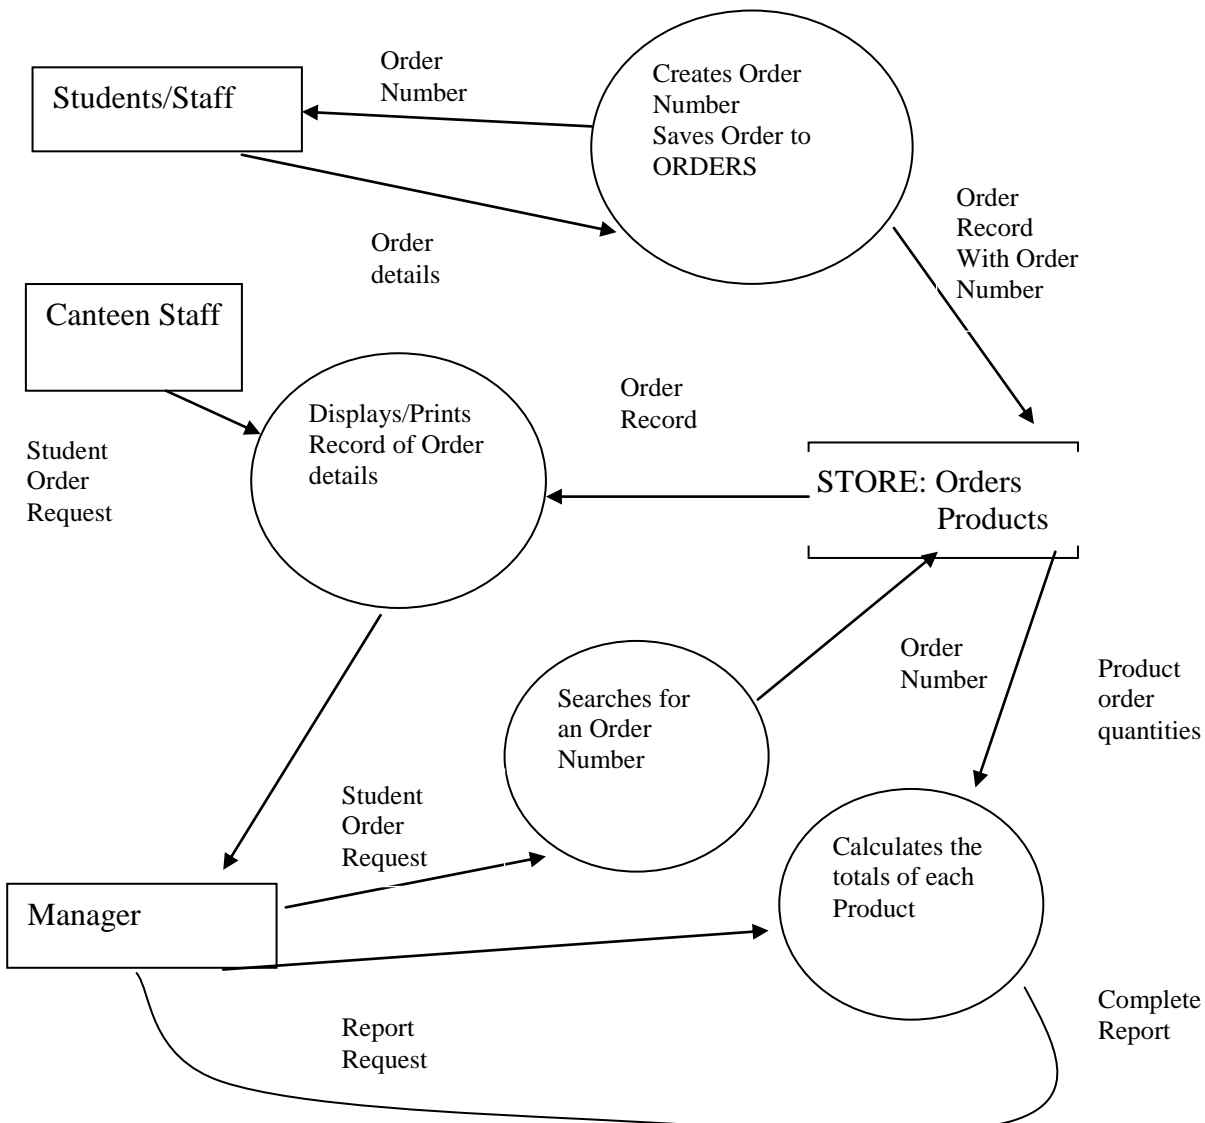 Order
Number
Students/Staff
Creates Order
Number
Saves Order to
ORDERS
Order
details
Order
Record
With Order
Number
Canteen Staff
Student
Order
Request
Displays/Prints
Record of Order
details
Order
Record
STORE: Orders
Products
Order
Number
Product
order
quantities
Searches for
an Order
Number
Student
Order
Request
Calculates the
totals of each
Product
Manager
Report
Request
Complete
Report